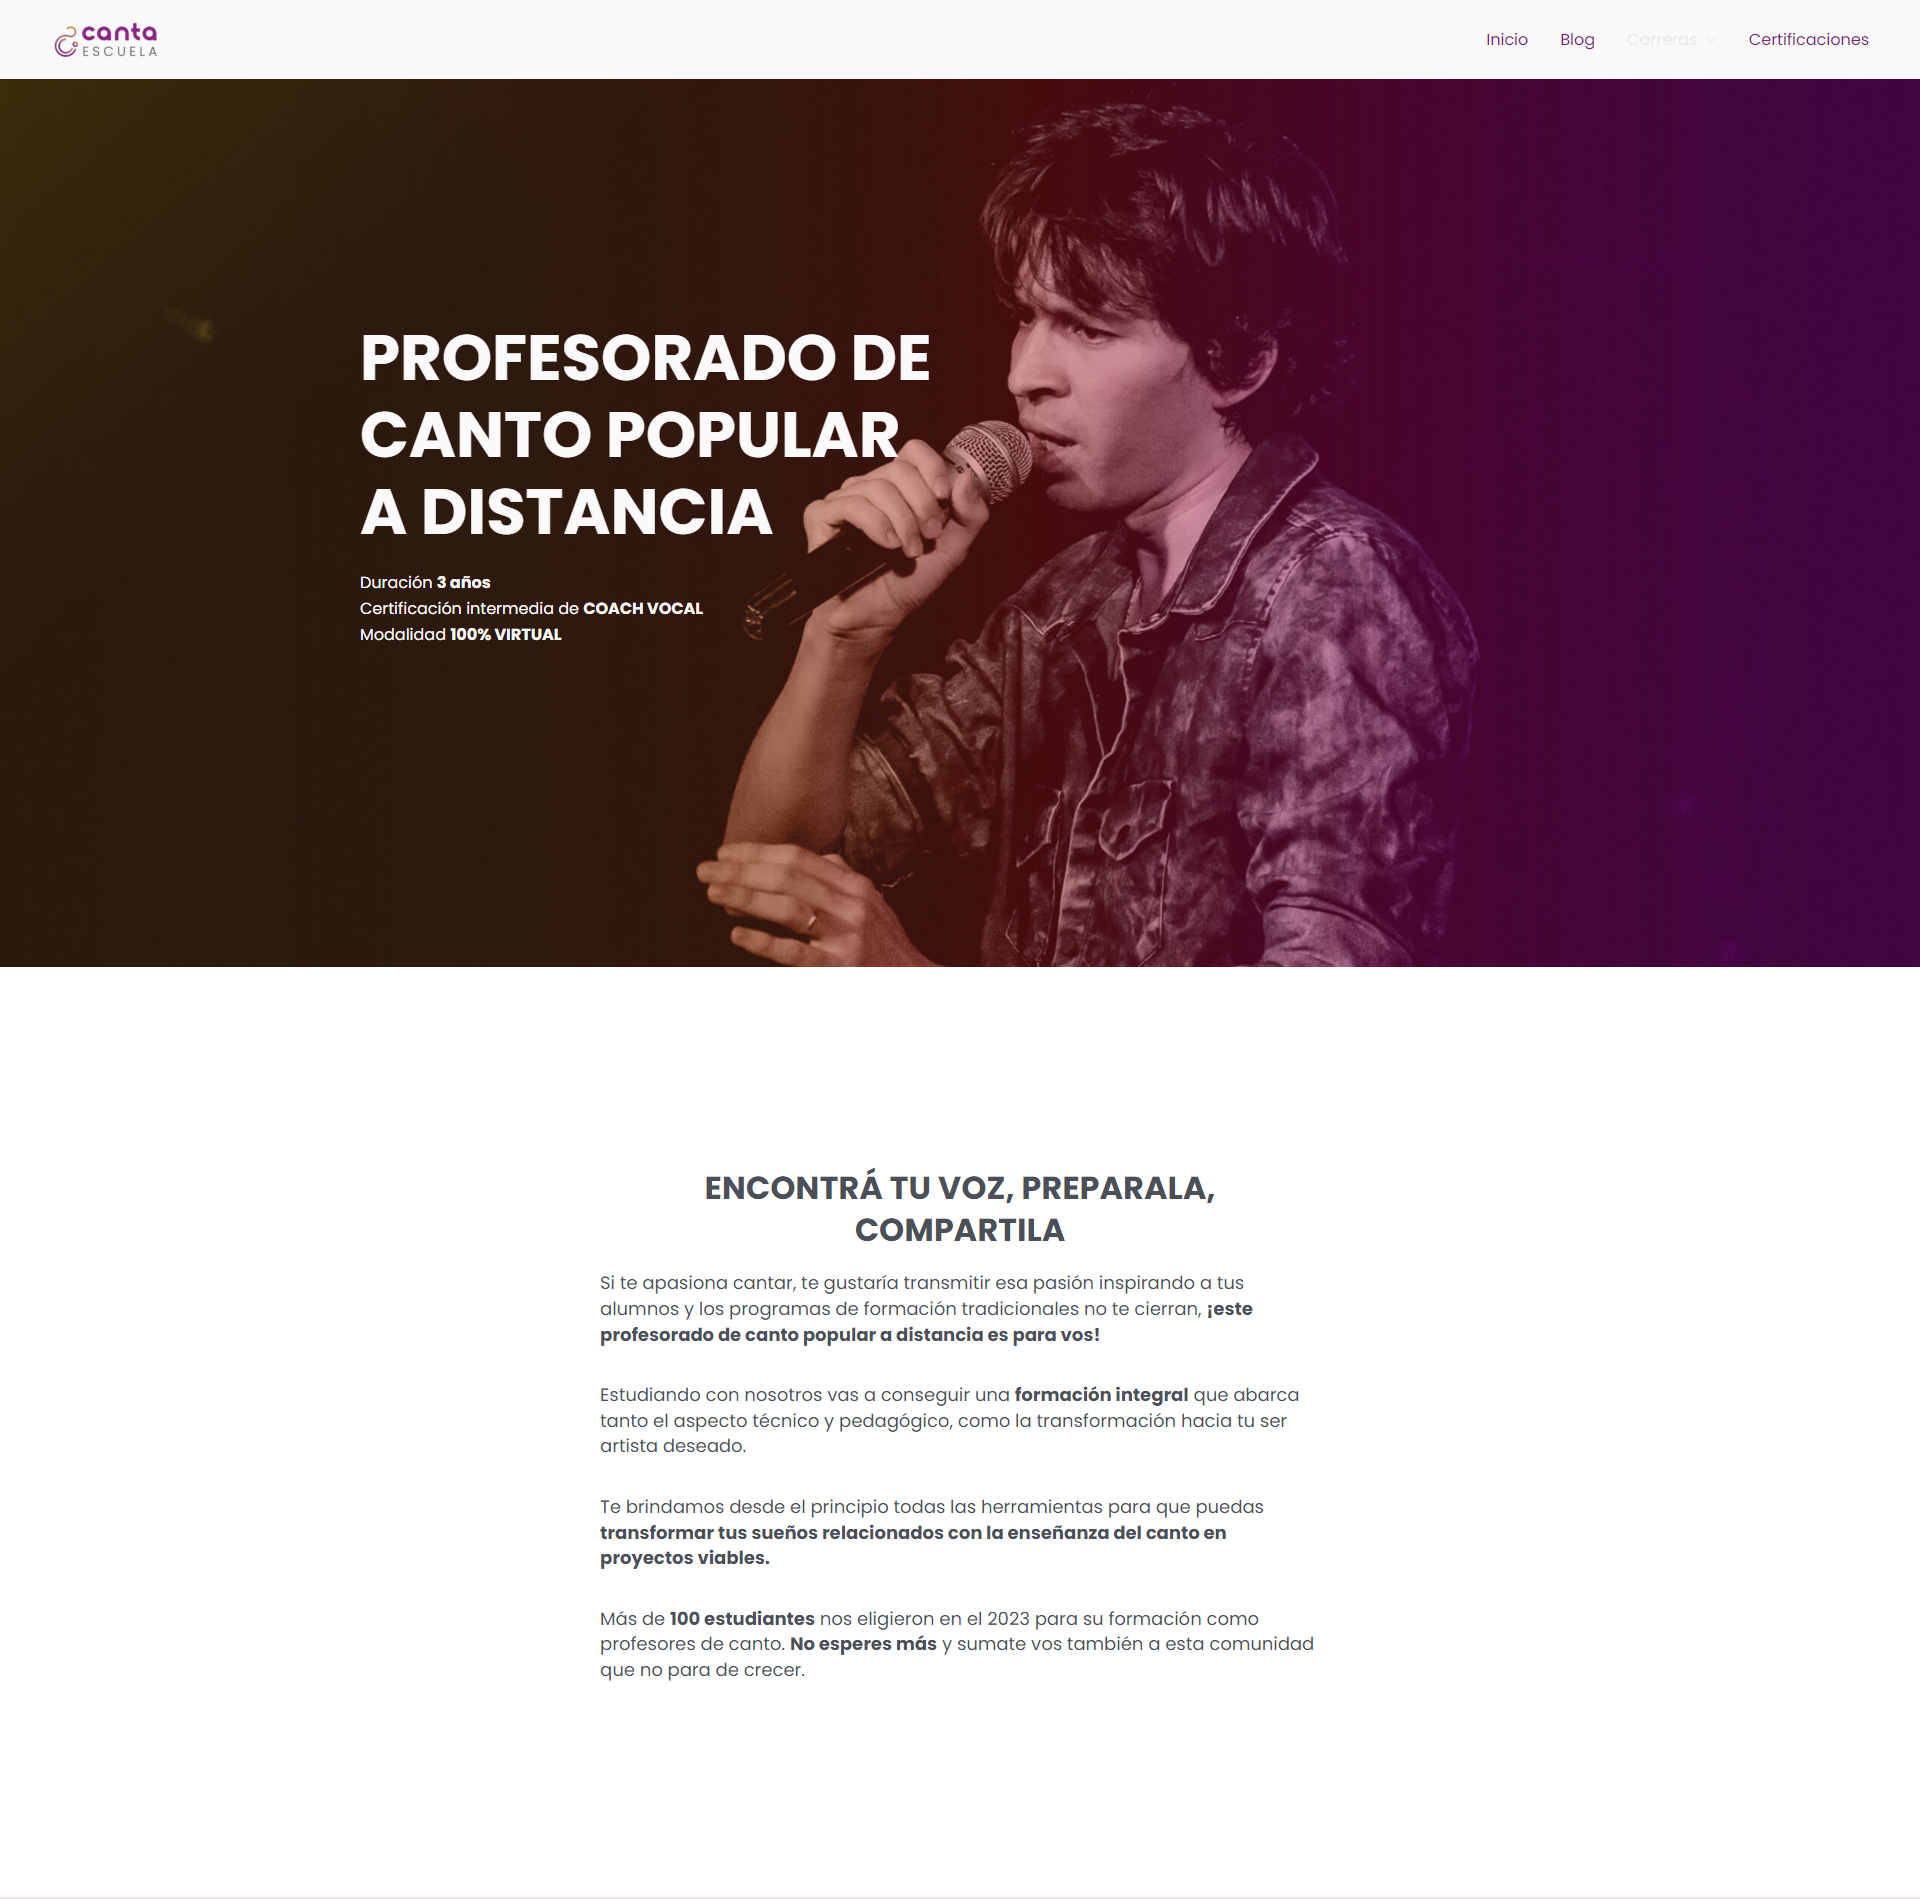 canta
ESCUELA
Inicio
Blog
Carreras
Certificaciones
PROFESORADO DE
CANTO POPULAR
A DISTANCIA
Duración 3 años
Certificación intermedia de COACH VOCAL
Modalidad 100% VIRTUAL
ENCONTRÁ TU VOZ, PREPARALA,
COMPARTILA
Si te apasiona cantar, te gustaría transmitir esa pasión inspirando a tus
alumnos y los programas de formación tradicionales no te cierran, ¡este
profesorado de canto popular a distancia es para vos!
Estudiando con nosotros vas a conseguir una formación integral que abarca
tanto el aspecto técnico y pedagógico, como la transformación hacia tu ser
artista deseado.
Te brindamos desde el principio todas las herramientas para que puedas
transformar tus sueños relacionados con la enseñanza del canto en
proyectos viables.
Más de 100 estudiantes nos eligieron en el 2023 para su formación como
profesores de canto. No esperes más y sumate vos también a esta comunidad
que no para de crecer.